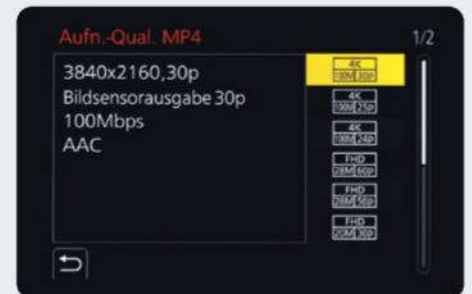 Aufn.-Qual. MP4
1/2
3840x2160,30p
Bildsensorausgabe 30p
100Mbps
AAC
4K
100M 30p
4K
100M 25p
4K
100M 24p
FHD
28M 60p
FHD
28M 50p
FHD
20M 30p